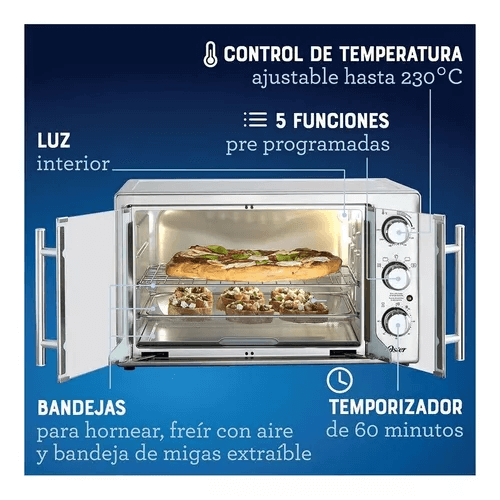 CONTROL DE TEMPERATURA
ajustable hasta 230°C
5 FUNCIONES
pre programadas
LUZ
interior
Oster
BANDEJAS
para hornear, freír con aire
y bandeja de migas extraíble
TEMPORIZADOR
de 60 minutos